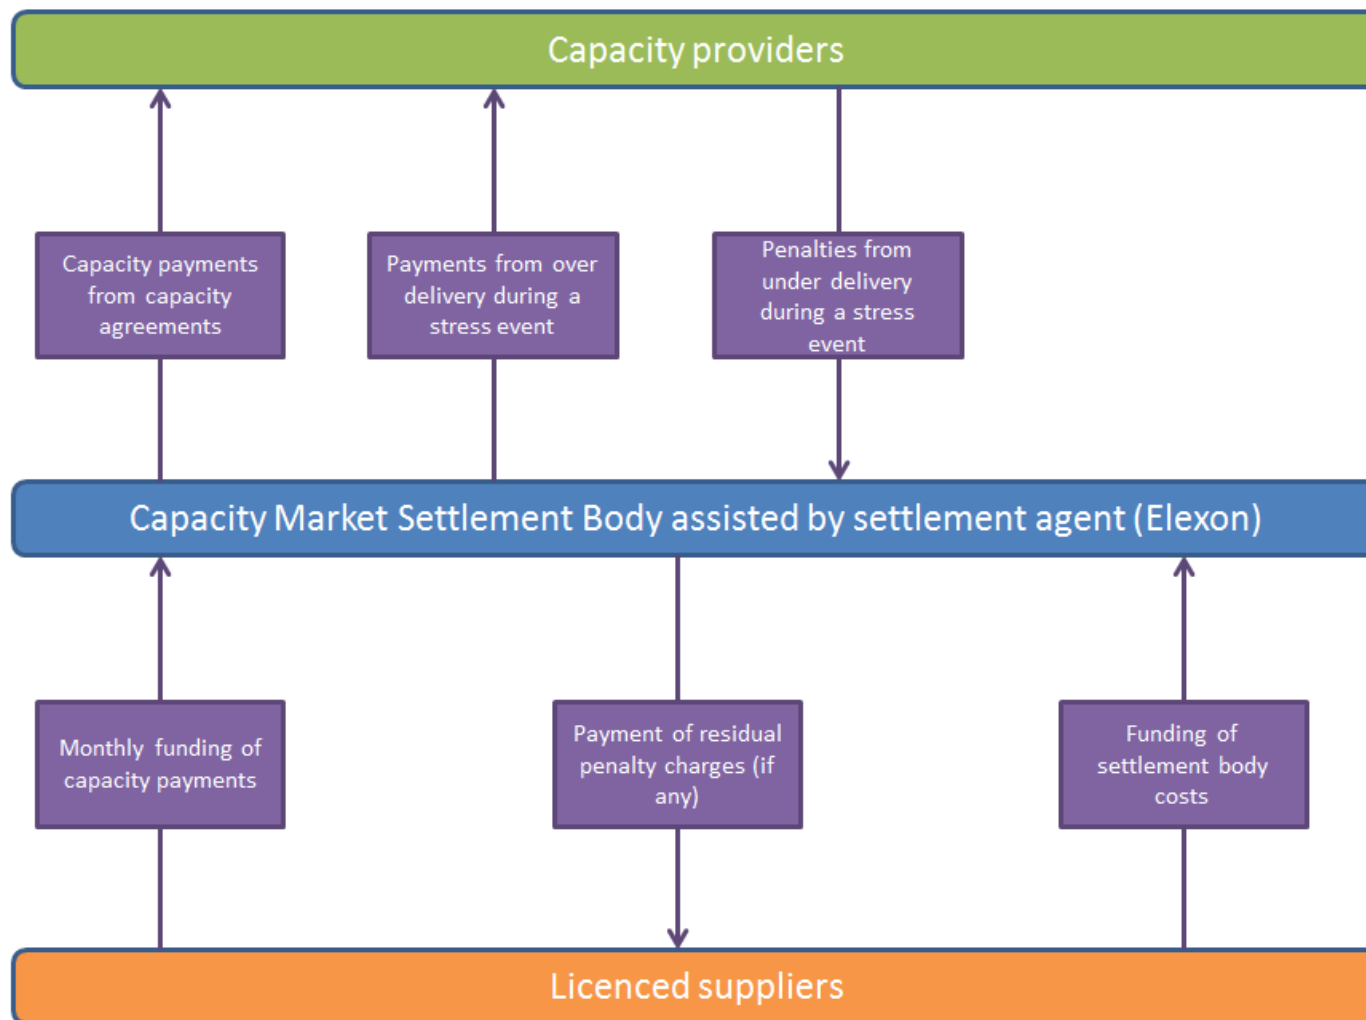 Capacity providers
Capacity payments
from capacity
agreements
Payments from over
delivery during a
stress event
Penalties from
under delivery
during a stress
event
Capacity Market Settlement Body assisted by settlement agent (Elexon)
Monthly funding of
capacity payments
Payment of residual
penalty charges (if
any)
Funding of
settlement body
costs
Licenced suppliers